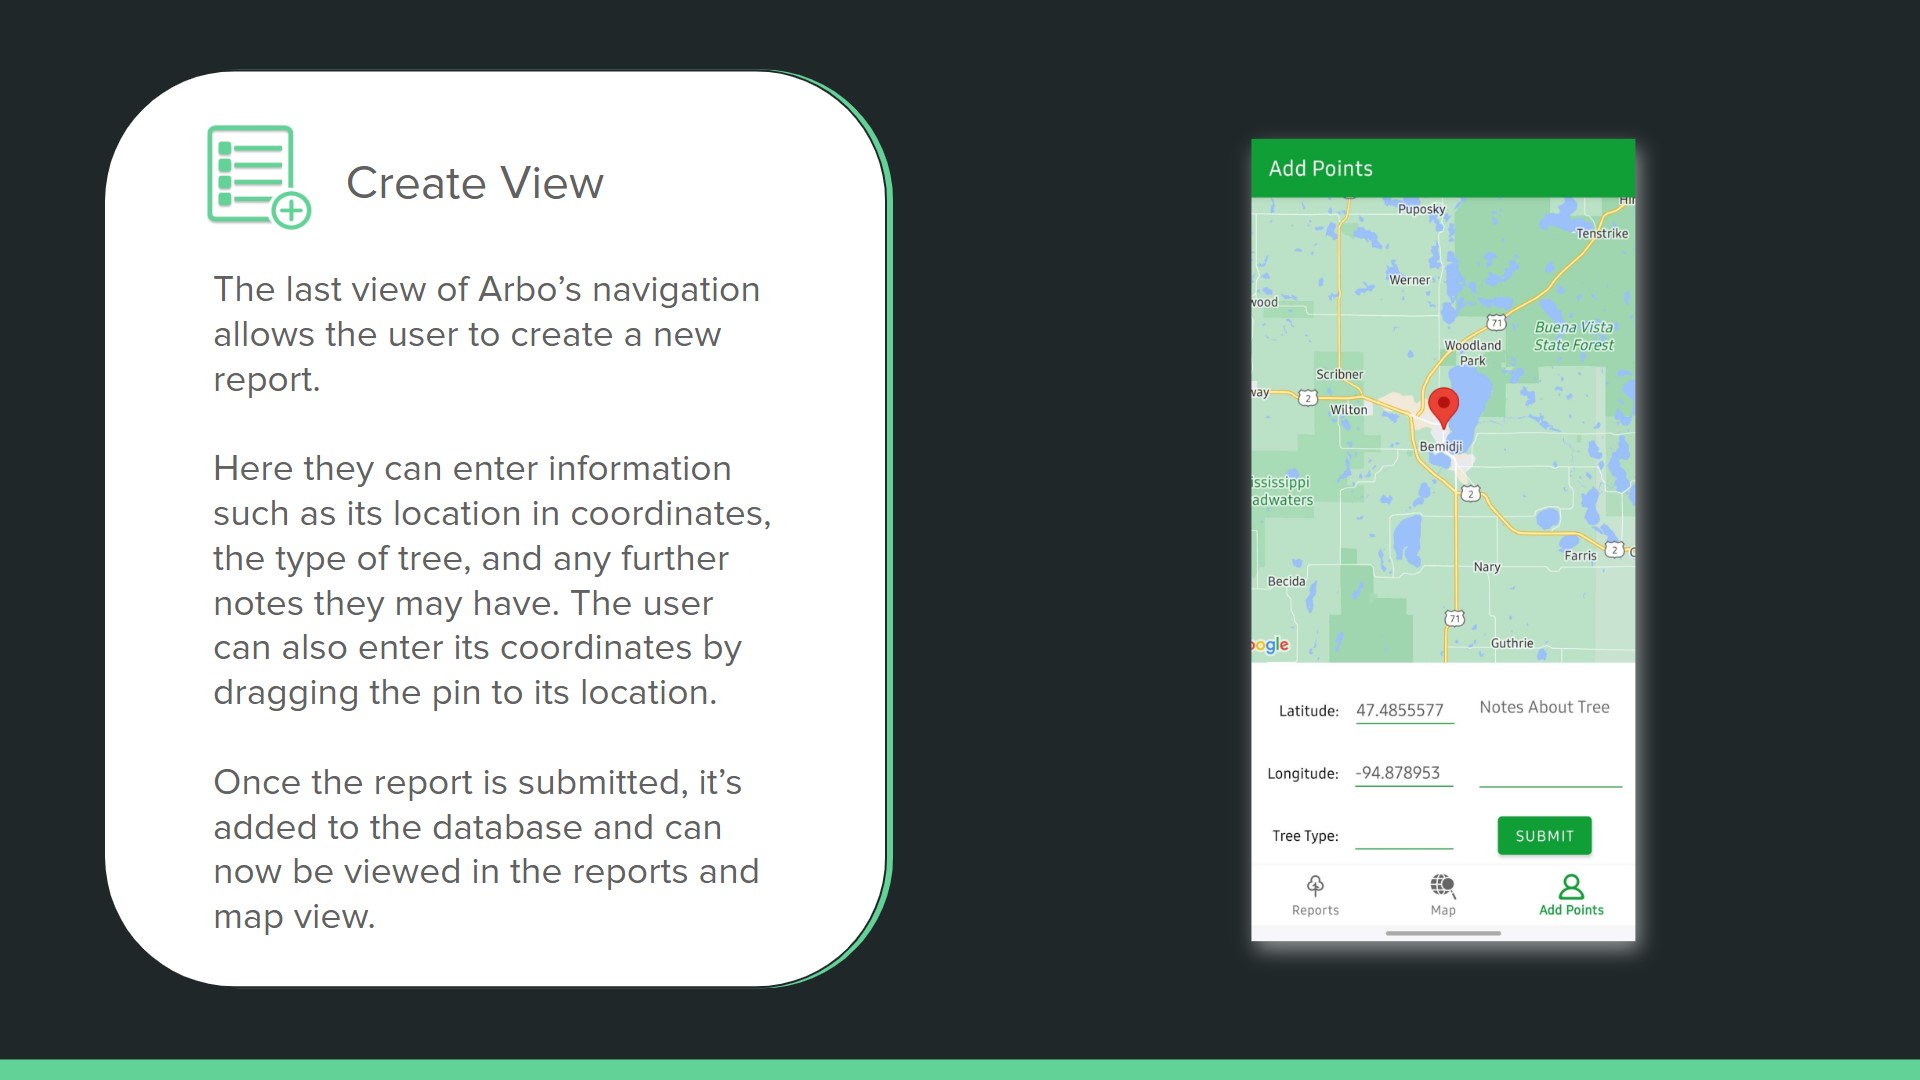 Create View
The last view of Arbo’s navigation
allows the user to create a new
report.
Here they can enter information
such as its location in coordinates,
the type of tree, and any further
notes they may have. The user
can also enter its coordinates by
dragging the pin to its location.
Once the report is submitted, it’s
added to the database and can
now be viewed in the reports and
map view.
Add Points
Puposky
Tenstrike
Werner
wood
71
Buena Vista
State Forest
Woodland
Park
Scribner
way
2
Wilton
Bemidji
ississippi
adwaters
2
Farris
2
Nary
Becida
71
Guthrie
ogle
Latitude: 47.4855577
Notes About Tree
Longitude: -94.878953
Tree Type:
SUBMIT
Reports
Map
Add Points